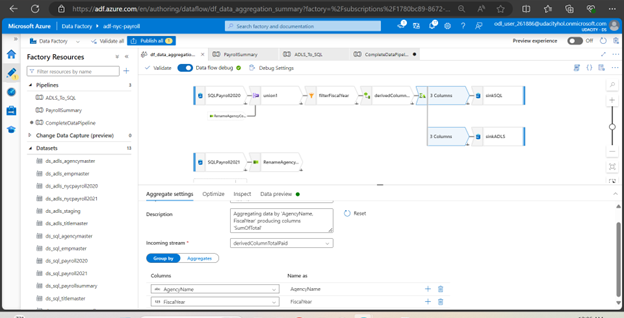 https://adf.azure.com/en/authoring/dataflow/df_data_aggregation_summary?factory=%2Fsubscriptions%2Ff1780bc89-8672-...
Microsoft Azure | Data Factory ▸ adf-nyc-payroll
Search factory and documentation
odl_user_261886@udacityhol.onmicrosoft.com
UDACITY
Data Factory
Validate all
Publish all
Preview experience
Off
Factory Resources
Filter resources by name
Pipelines 3
ADLS_To_SQL
PayrollSummary
CompleteDataPipeline
Change Data Capture (preview) 0
Datasets 13
ds_adls_agencymaster
ds_adls_empmaster
ds_adls_nycpayroll2020
ds_adls_nycpayroll2021
ds_adls_staging
ds_adls_titlemaster
ds_sql_agencymaster
ds_sql_empmaster
ds_sql_payroll2020
ds_sql_payroll2021
ds_sql_payrollsummary
ds_sql_titlemaster
df_data_aggregatio...
PayrollSummary
ADLS_To_SQL
CompleteDataPipeline
Validate
Data flow debug
Debug Settings
SQLPayroll2020
union1
filterFiscalYear
derivedColumn...
3 Columns
sinkSQL
RenameAgencyCo...
3 Columns
sinkADLS
SQLPayroll2021
RenameAgency...
Aggregate settings
Optimize
Inspect
Data preview
Description
Aggregating data by 'AgencyName,
FiscalYear' producing columns
'SumOfTotal'
Reset
Incoming stream *
derivedColumnTotalPaid
Group by
Aggregates
Columns
Name as
abc AgencyName
AgencyName
123 FiscalYear
FiscalYear